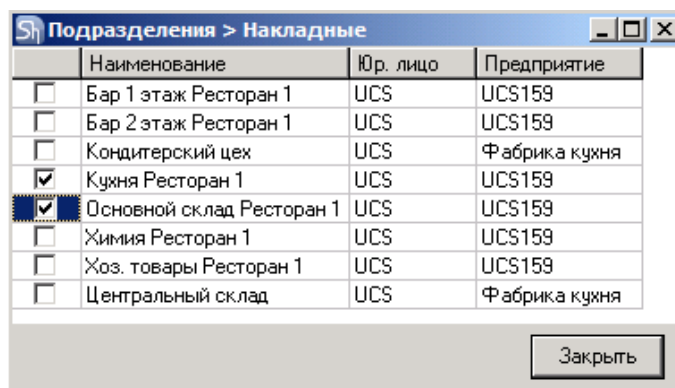 Sh Подразделения > Накладные
Наименование Юр. лицо Предприятие
Бар 1 этаж Ресторан 1 UCS UCS159
Бар 2 этаж Ресторан 1 UCS UCS159
Кондитерский цех UCS Фабрика кухня
Кухня Ресторан 1 UCS UCS159
Основной склад Ресторан 1 UCS UCS159
Химия Ресторан 1 UCS UCS159
Хоз. товары Ресторан 1 UCS UCS159
Центральный склад UCS Фабрика кухня
Закрыть